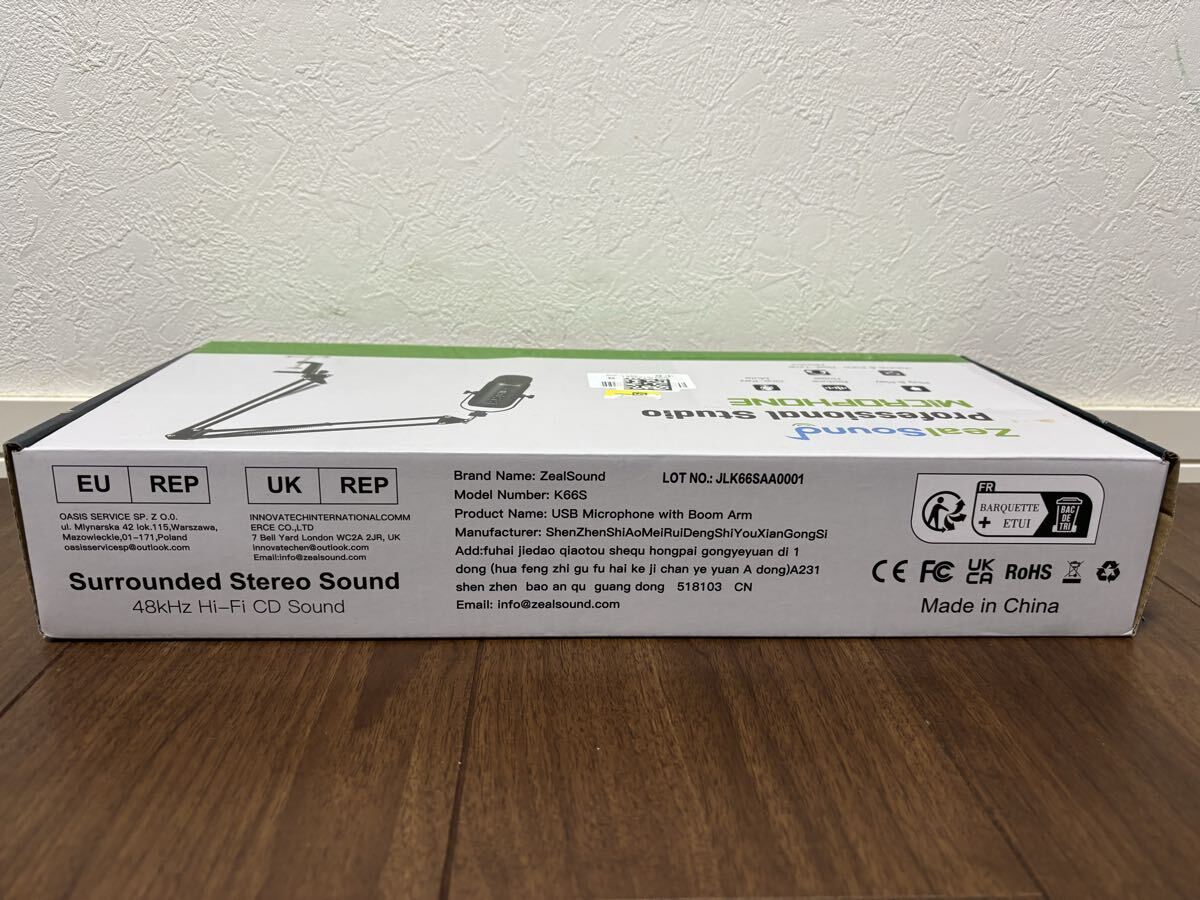 ZealSound
Professional Studio
MICROPHONE
EU REP
OASIS SERVICE SP. Z O.O.
ul. Mlynarska 42 lok.115,Warszawa,
Mazowieckie,01-171,Poland
oasisservicesp@outlook.com
UK REP
INNOVATECHINTERNATIONALCOMM
ERCE CO.,LTD
7 Bell Yard London WC2A 2JR, UK
innovatechen@outlook.com
Email:info@zealsound.com
Surrounded Stereo Sound
48kHz Hi-Fi CD Sound
Brand Name: ZealSound
LOT NO.: JLK66SAA0001
Model Number: K66S
Product Name: USB Microphone with Boom Arm
Manufacturer: ShenZhenShiAoMeiRuiDengShiYouXianGongSi
Add:fuhai jiedao qiaotou shequ hongpai gongyeyuan di 1
dong (hua feng zhi gu fu hai ke ji chan ye yuan A dong)A231
shen zhen bao an qu guang dong 518103 CN
Email: info@zealsound.com
FR
BARQUETTE
+ ETUI
BAC
DE
TRI
CE FC UK
CA RoHS
Made in China